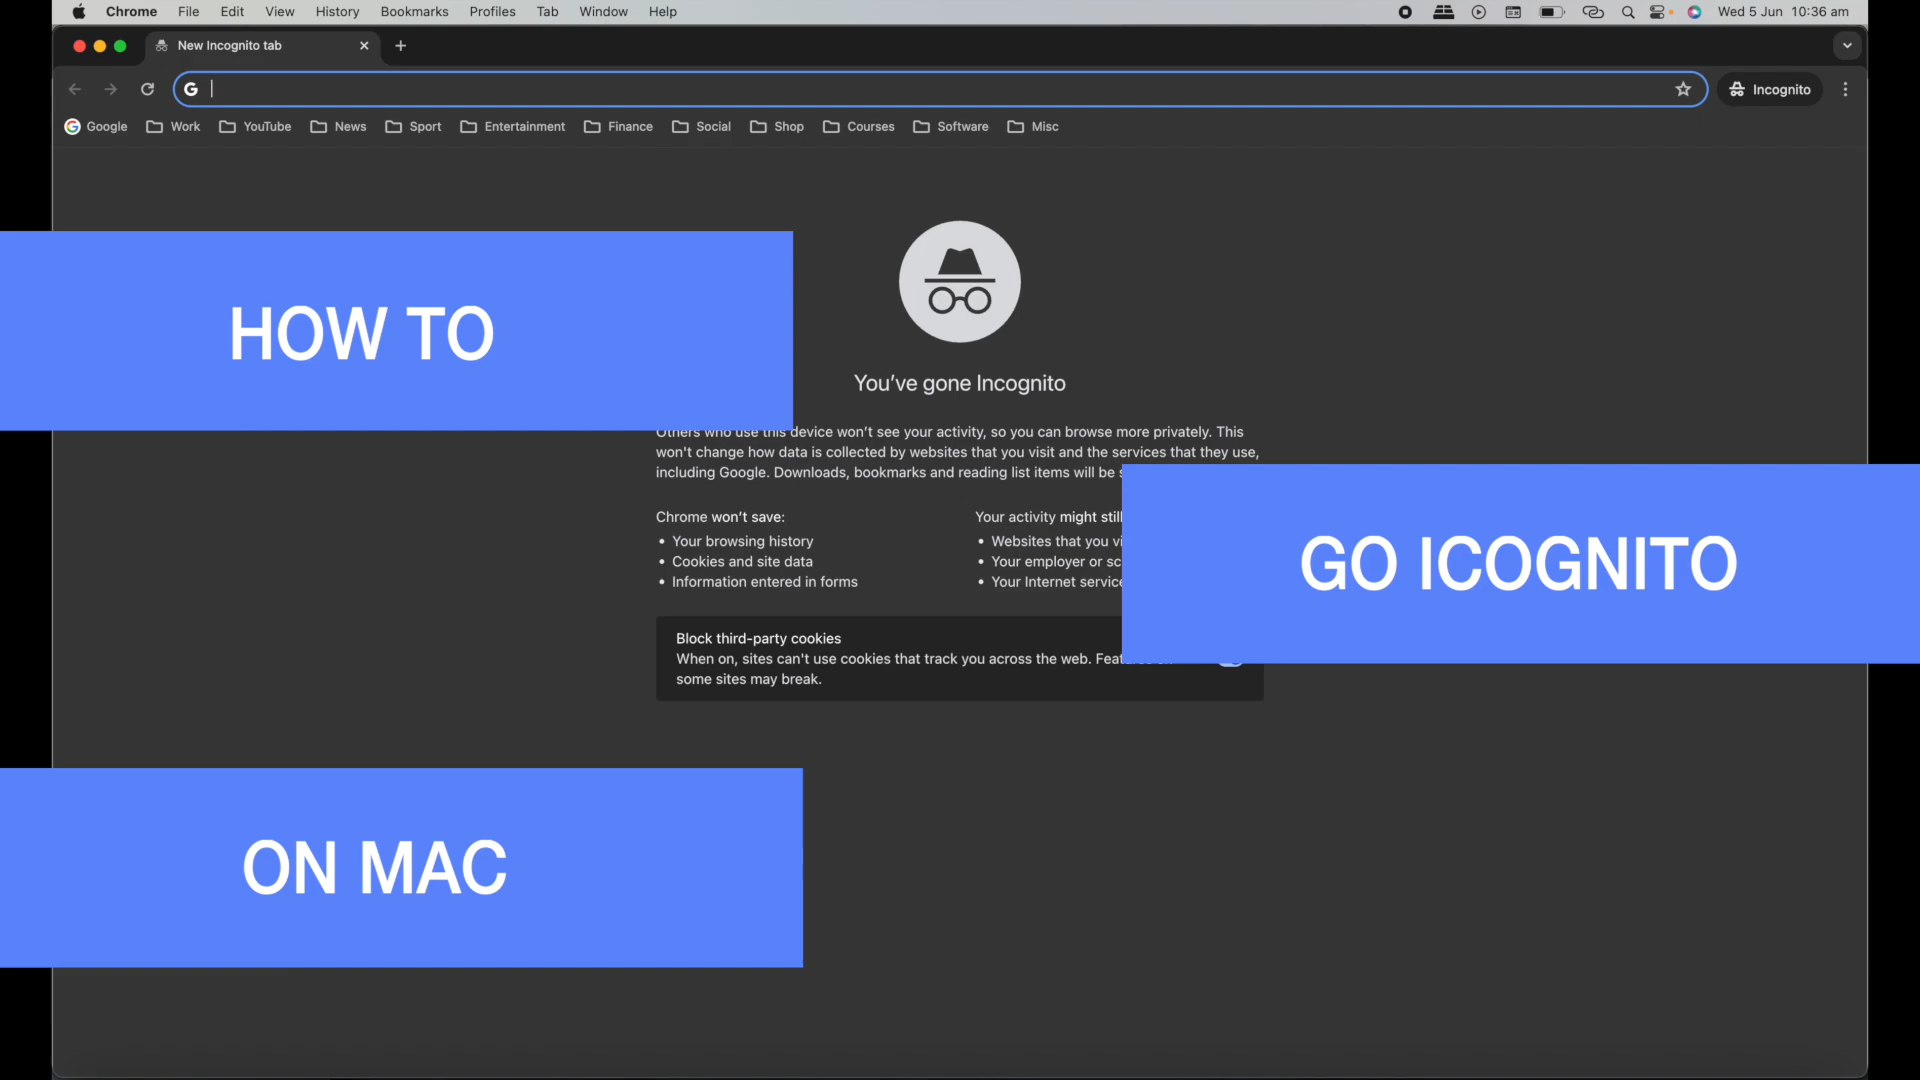 Chrome File Edit View History Bookmarks Profiles Tab Window Help Wed 5 Jun 10:36 am
New Incognito tab
G Incognito
Google Work YouTube News Sport Entertainment Finance Social Shop Courses Software Misc
HOW TO
You've gone Incognito
Others who use this device won't see your activity, so you can browse more privately. This
won't change how data is collected by websites that you visit and the services that they use,
including Google. Downloads, bookmarks and reading list items will be
Chrome won't save:
• Your browsing history
• Cookies and site data
• Information entered in forms
Your activity might still
• Websites that you
• Your employer or
• Your Internet service
GO ICOGNITO
Block third-party cookies
When on, sites can't use cookies that track you across the web.
some sites may break.
ON MAC